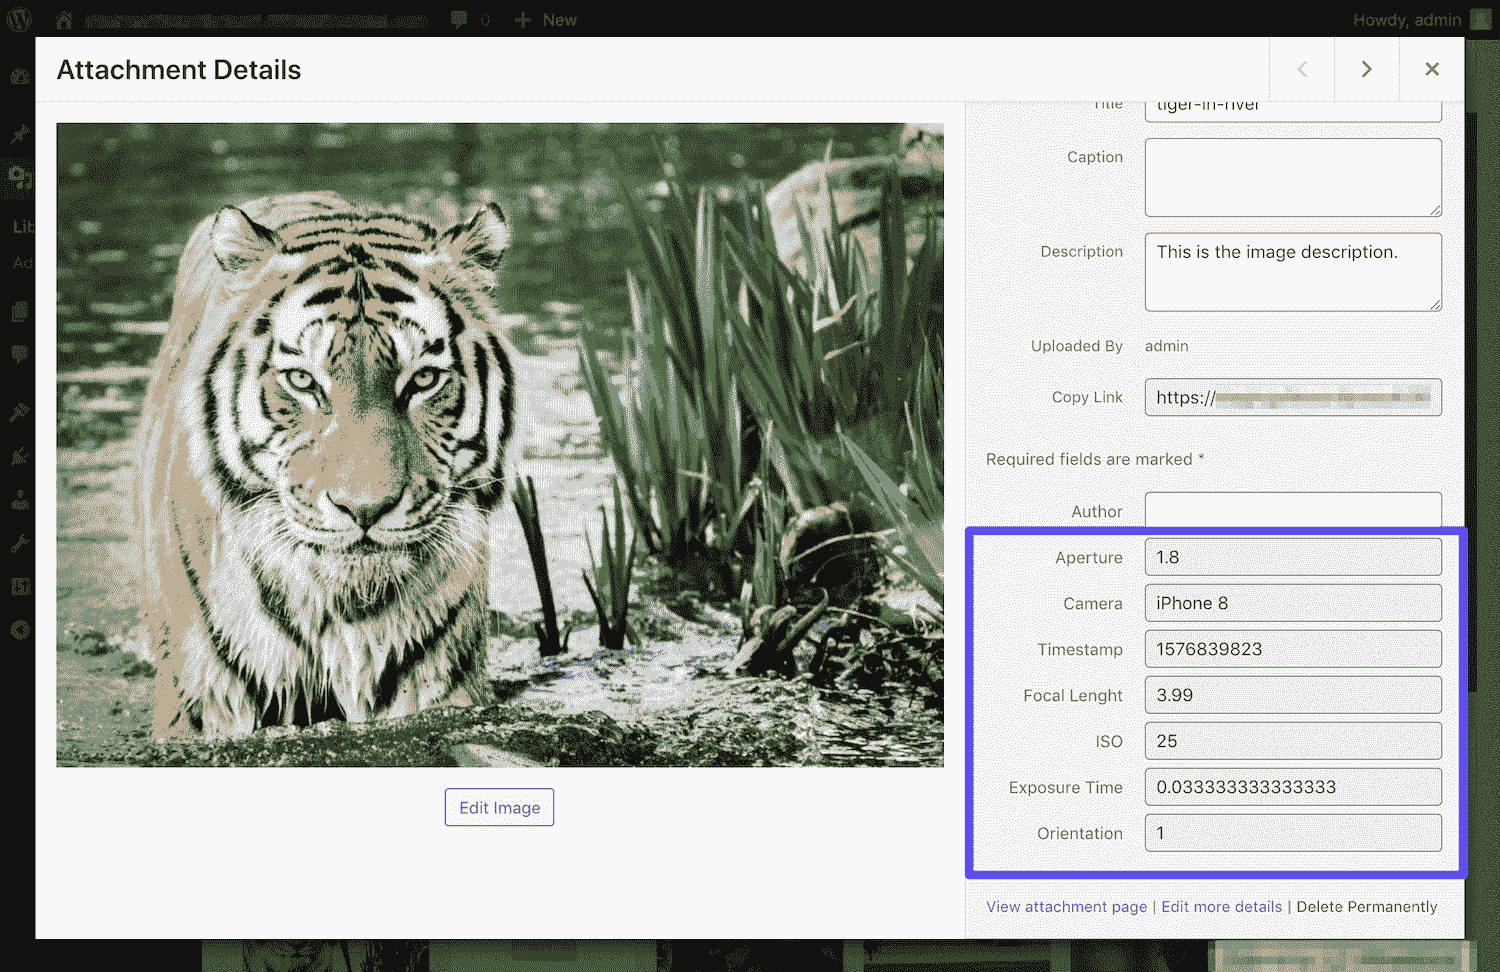 0
New
Howdy, admin
Attachment Details
Title
tiger-in-river
Caption
Description
This is the image description.
Uploaded By
admin
Copy Link
https://
Required fields are marked *
Author
Aperture
1.8
Camera
iPhone 8
Timestamp
1576839823
Focal Lenght
3.99
ISO
25
Exposure Time
0.033333333333333
Orientation
1
Edit Image
View attachment page | Edit more details | Delete Permanently
Lib
Ad